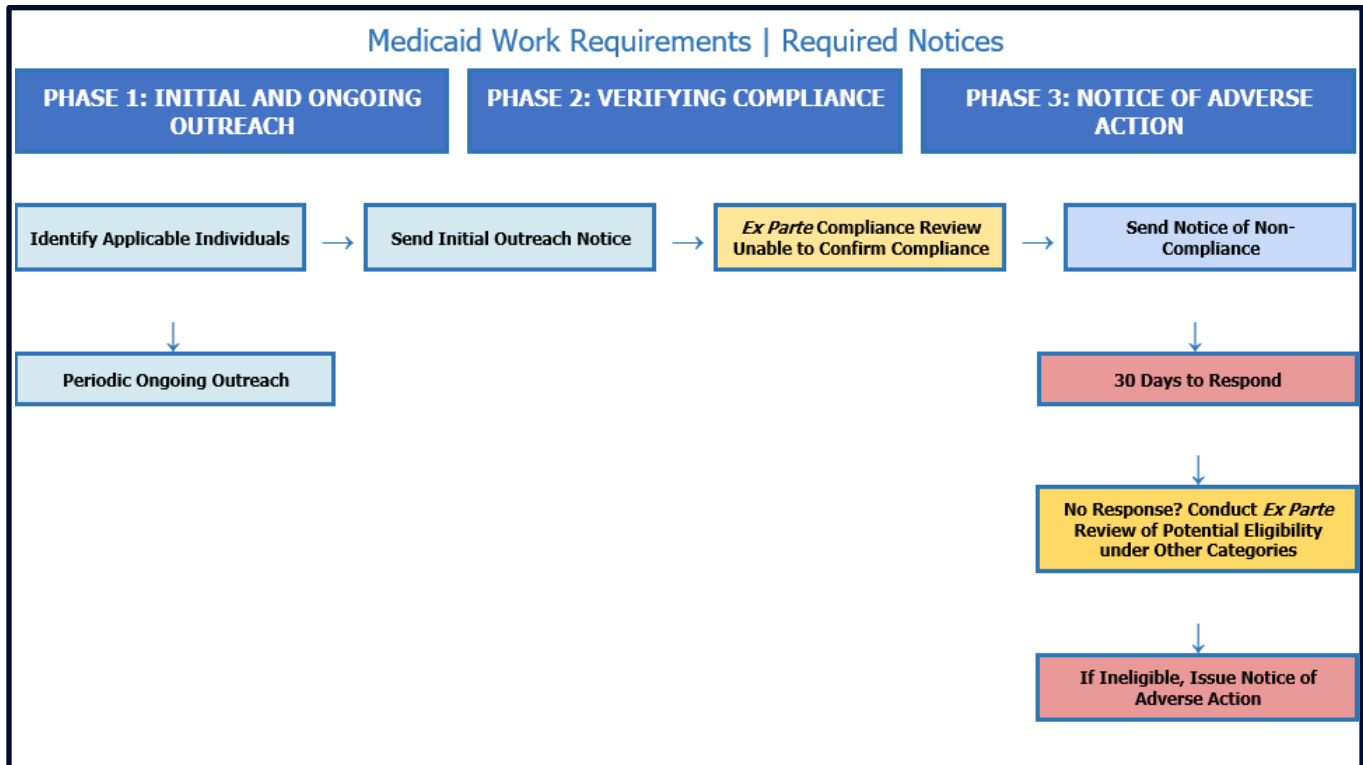 Medicaid Work Requirements | Required Notices
PHASE 1: INITIAL AND ONGOING
OUTREACH
PHASE 2: VERIFYING COMPLIANCE
PHASE 3: NOTICE OF ADVERSE
ACTION
Identify Applicable Individuals
Send Initial Outreach Notice
Ex Parte Compliance Review
Unable to Confirm Compliance
Send Notice of Non-
Compliance
Periodic Ongoing Outreach
30 Days to Respond
No Response? Conduct Ex Parte
Review of Potential Eligibility
under Other Categories
If Ineligible, Issue Notice of
Adverse Action